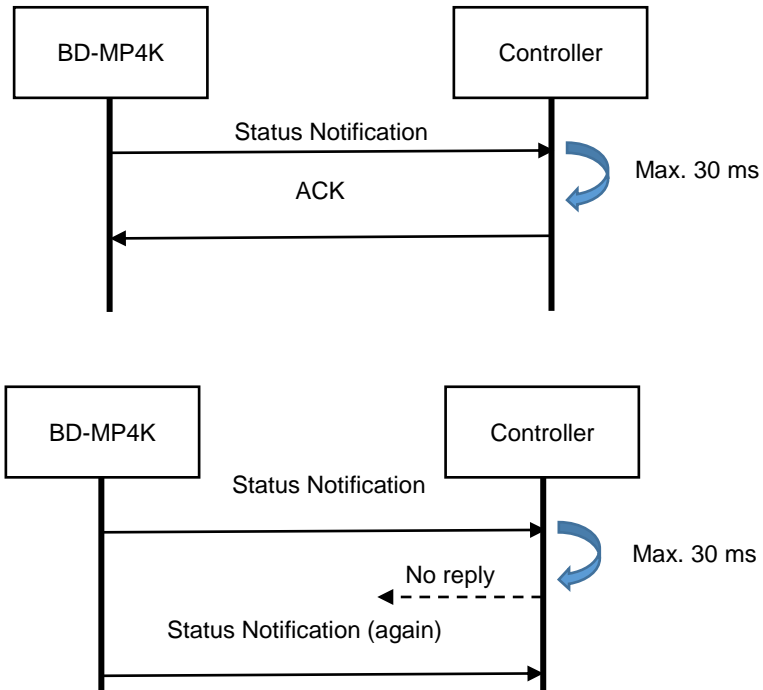 BD-MP4K
Controller
Status Notification
Max. 30 ms
ACK
BD-MP4K
Controller
Status Notification
Max. 30 ms
No reply
Status Notification (again)